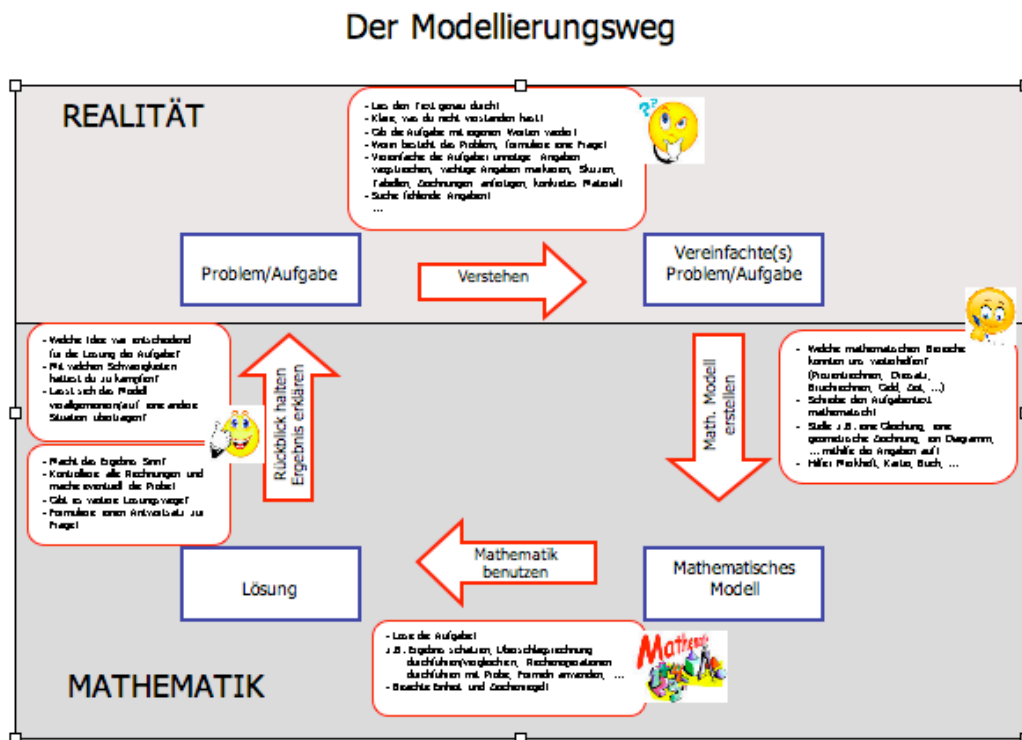 Der Modellierungsweg
REALITÄT
- Lies den Text genau durch!
- Kläre, was du nicht verstanden hast!
- Gib die Aufgabe mit eigenen Worten wieder!
- Worin besteht das Problem, formuliere eine Frage!
- Vereinfache die Aufgabe: unnötige Angaben
wegstreichen, wichtige Angaben markieren, Skizzen,
Tabellen, Zeichnungen anfertigen, konkretes Material!
- Suche fehlende Angaben!
...
??
Problem/Aufgabe
Verstehen
Vereinfachte(s)
Problem/Aufgabe
- Welche Idee war entscheidend
für die Lösung der Aufgabe?
- Mit welchen Schwierigkeiten
hattest du zu kämpfen?
- Lässt sich das Modell
verallgemeinern/auf eine andere
Situation übertragen?
- Macht das Ergebnis Sinn?
- Kontrolliere alle Rechnungen und
mache eventuell die Probe!
- Gibt es weitere Lösungswege?
- Formuliere einen Antwortsatz zur
Frage!
Rückblick halten
Ergebnis erklären
Math. Modell
erstellen
- Welche mathematischen Bereiche
könnten uns weiterhelfen?
(Prozentrechnen, Dreisatz,
Bruchrechnen, Geld, Zeit, ...)
- Schreibe den Aufgabentext
mathematisch!
- Stelle z.B. eine Gleichung, eine
geometrische Zeichnung, ein Diagramm,
... mithilfe der Angaben auf!
- Hilfe: Merkheft, Kartei, Buch, ...
Lösung
Mathematik
benutzen
Mathematisches
Modell
- Löse die Aufgabe!
z.B. Ergebnis schätzen, Überschlagsrechnung
durchführen/vergleichen, Rechenoperationen
durchführen mit Probe, Formeln anwenden, ...
- Beachte Einheit und Zeichenregel!
Mathematik
MATHEMATIK